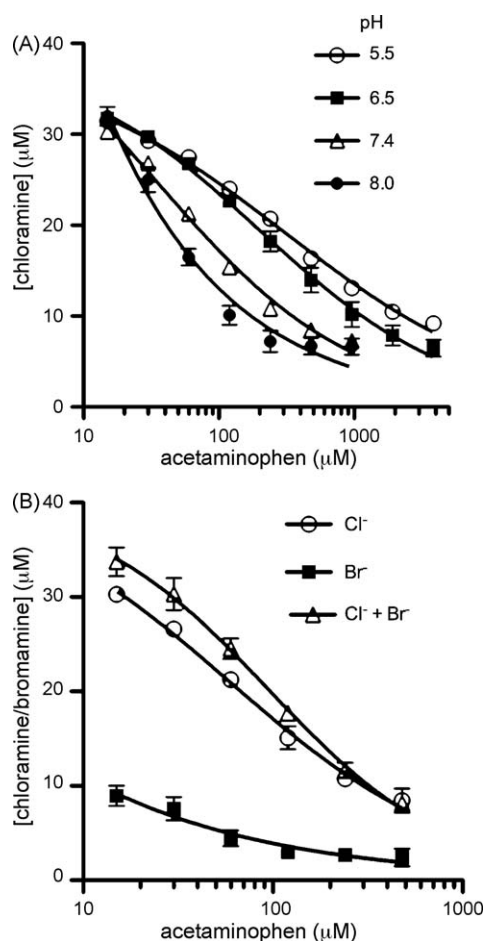 (A)
pH
5.5
6.5
7.4
8.0
[chloramine] (μM)
40
30
20
10
0
10 100 1000
acetaminophen (μM)
(B)
Cl⁻
Br⁻
Cl⁻ + Br⁻
[chloramine/bromamine] (μM)
40
30
20
10
0
10 100 1000
acetaminophen (μM)